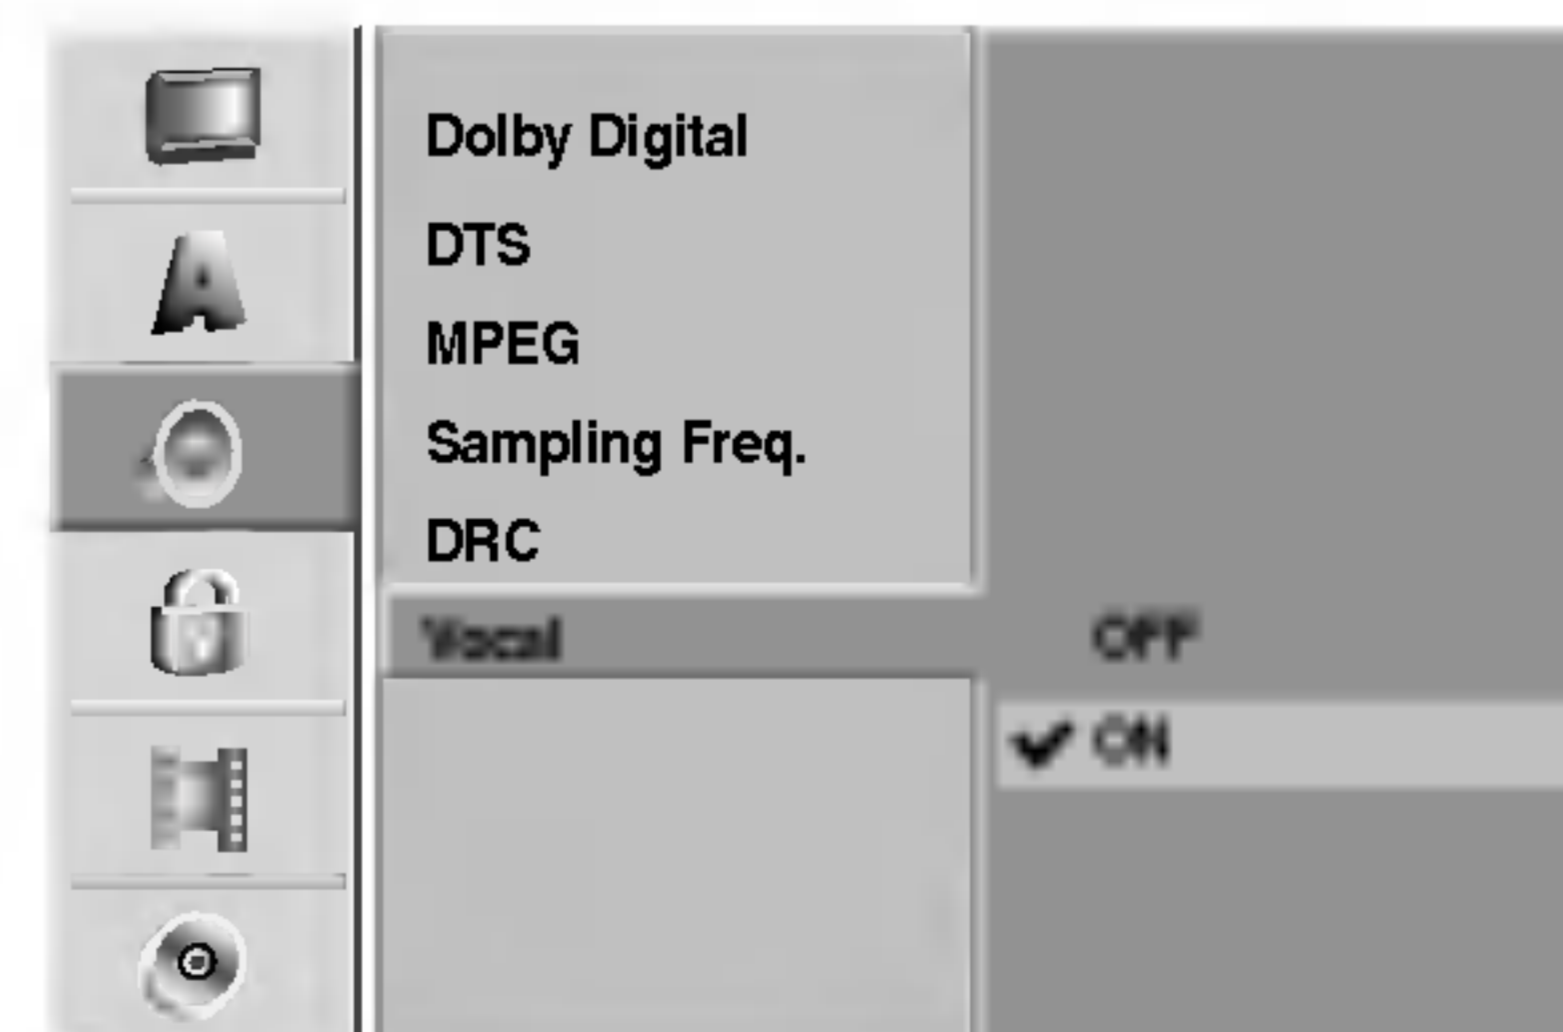 Dolby Digital
DTS
MPEG
Sampling Freq.
DRC
Vocal
OFF
ON